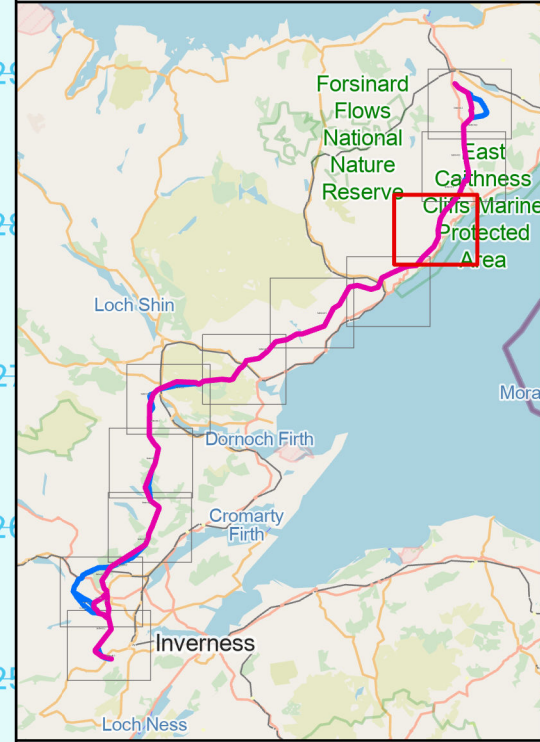 Forsinard
Flows
National
Nature
Reserve
East
Caithness
Cliffs Marine
Protected
Area
Loch Shin
Dornoch Firth
Cromarty
Firth
Inverness
Loch Ness
Mora